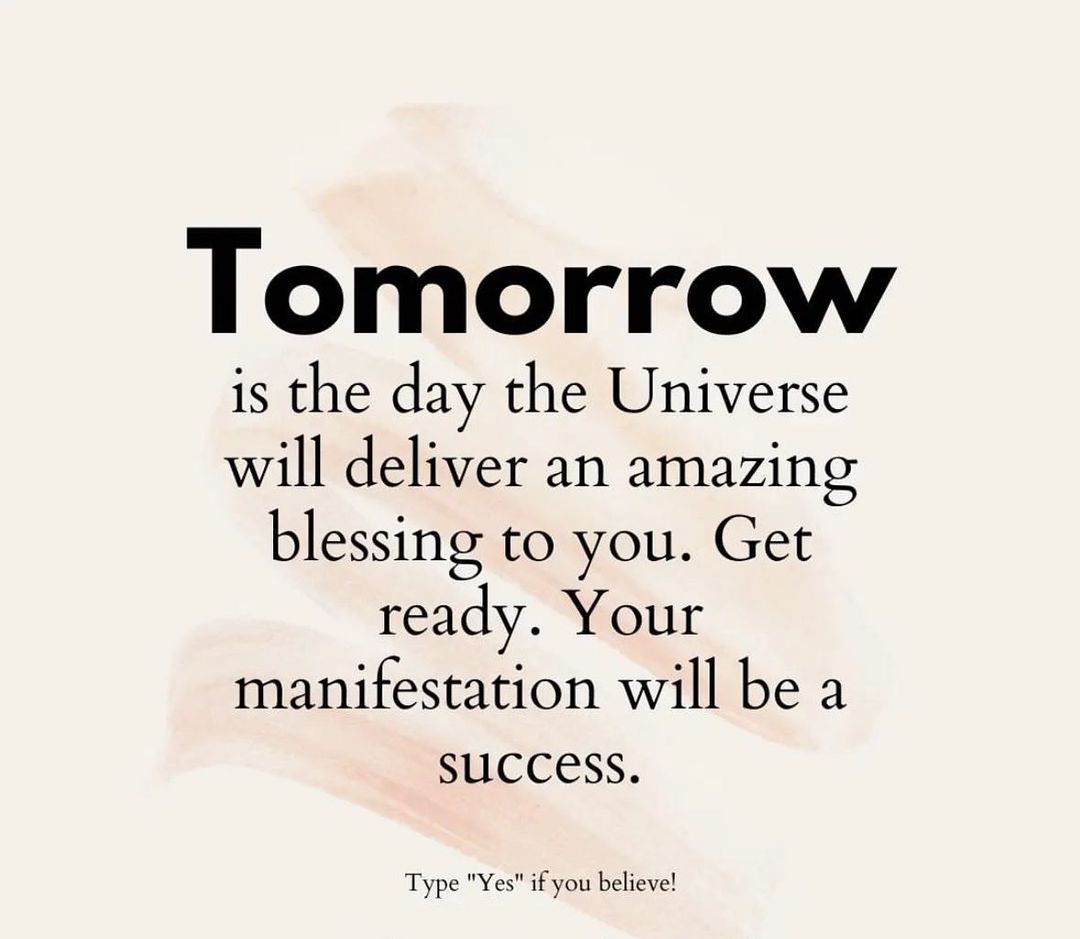 Tomorrow
is the day the Universe
will deliver an amazing
blessing to you. Get
ready. Your
manifestation will be a
success.
Type "Yes" if you believe!